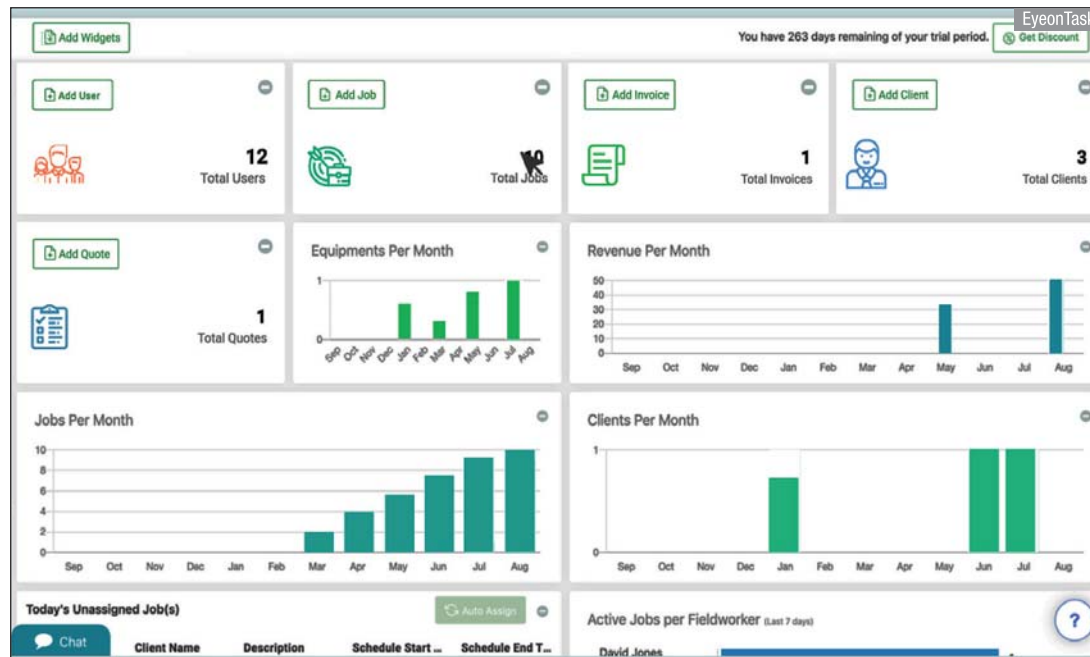 EyeonTask
Add Widgets
You have 263 days remaining of your trial period.
Get Discount
Add User
12
Total Users
Add Job
10
Total Jobs
Add Invoice
1
Total Invoices
Add Client
3
Total Clients
Add Quote
1
Total Quotes
Equipments Per Month
1
0
Sep Oct Nov Dec Jan Feb Mar Apr May Jun Jul Aug
Revenue Per Month
50
40
30
20
10
0
Sep Oct Nov Dec Jan Feb Mar Apr May Jun Jul Aug
Jobs Per Month
10
8
6
4
2
0
Sep Oct Nov Dec Jan Feb Mar Apr May Jun Jul Aug
Clients Per Month
1
0
Sep Oct Nov Dec Jan Feb Mar Apr May Jun Jul Aug
Today's Unassigned Job(s)
Auto Assign
Client Name Description Schedule Start ... Schedule End T...
Chat
Active Jobs per Fieldworker (Last 7 days)
David Jones
?